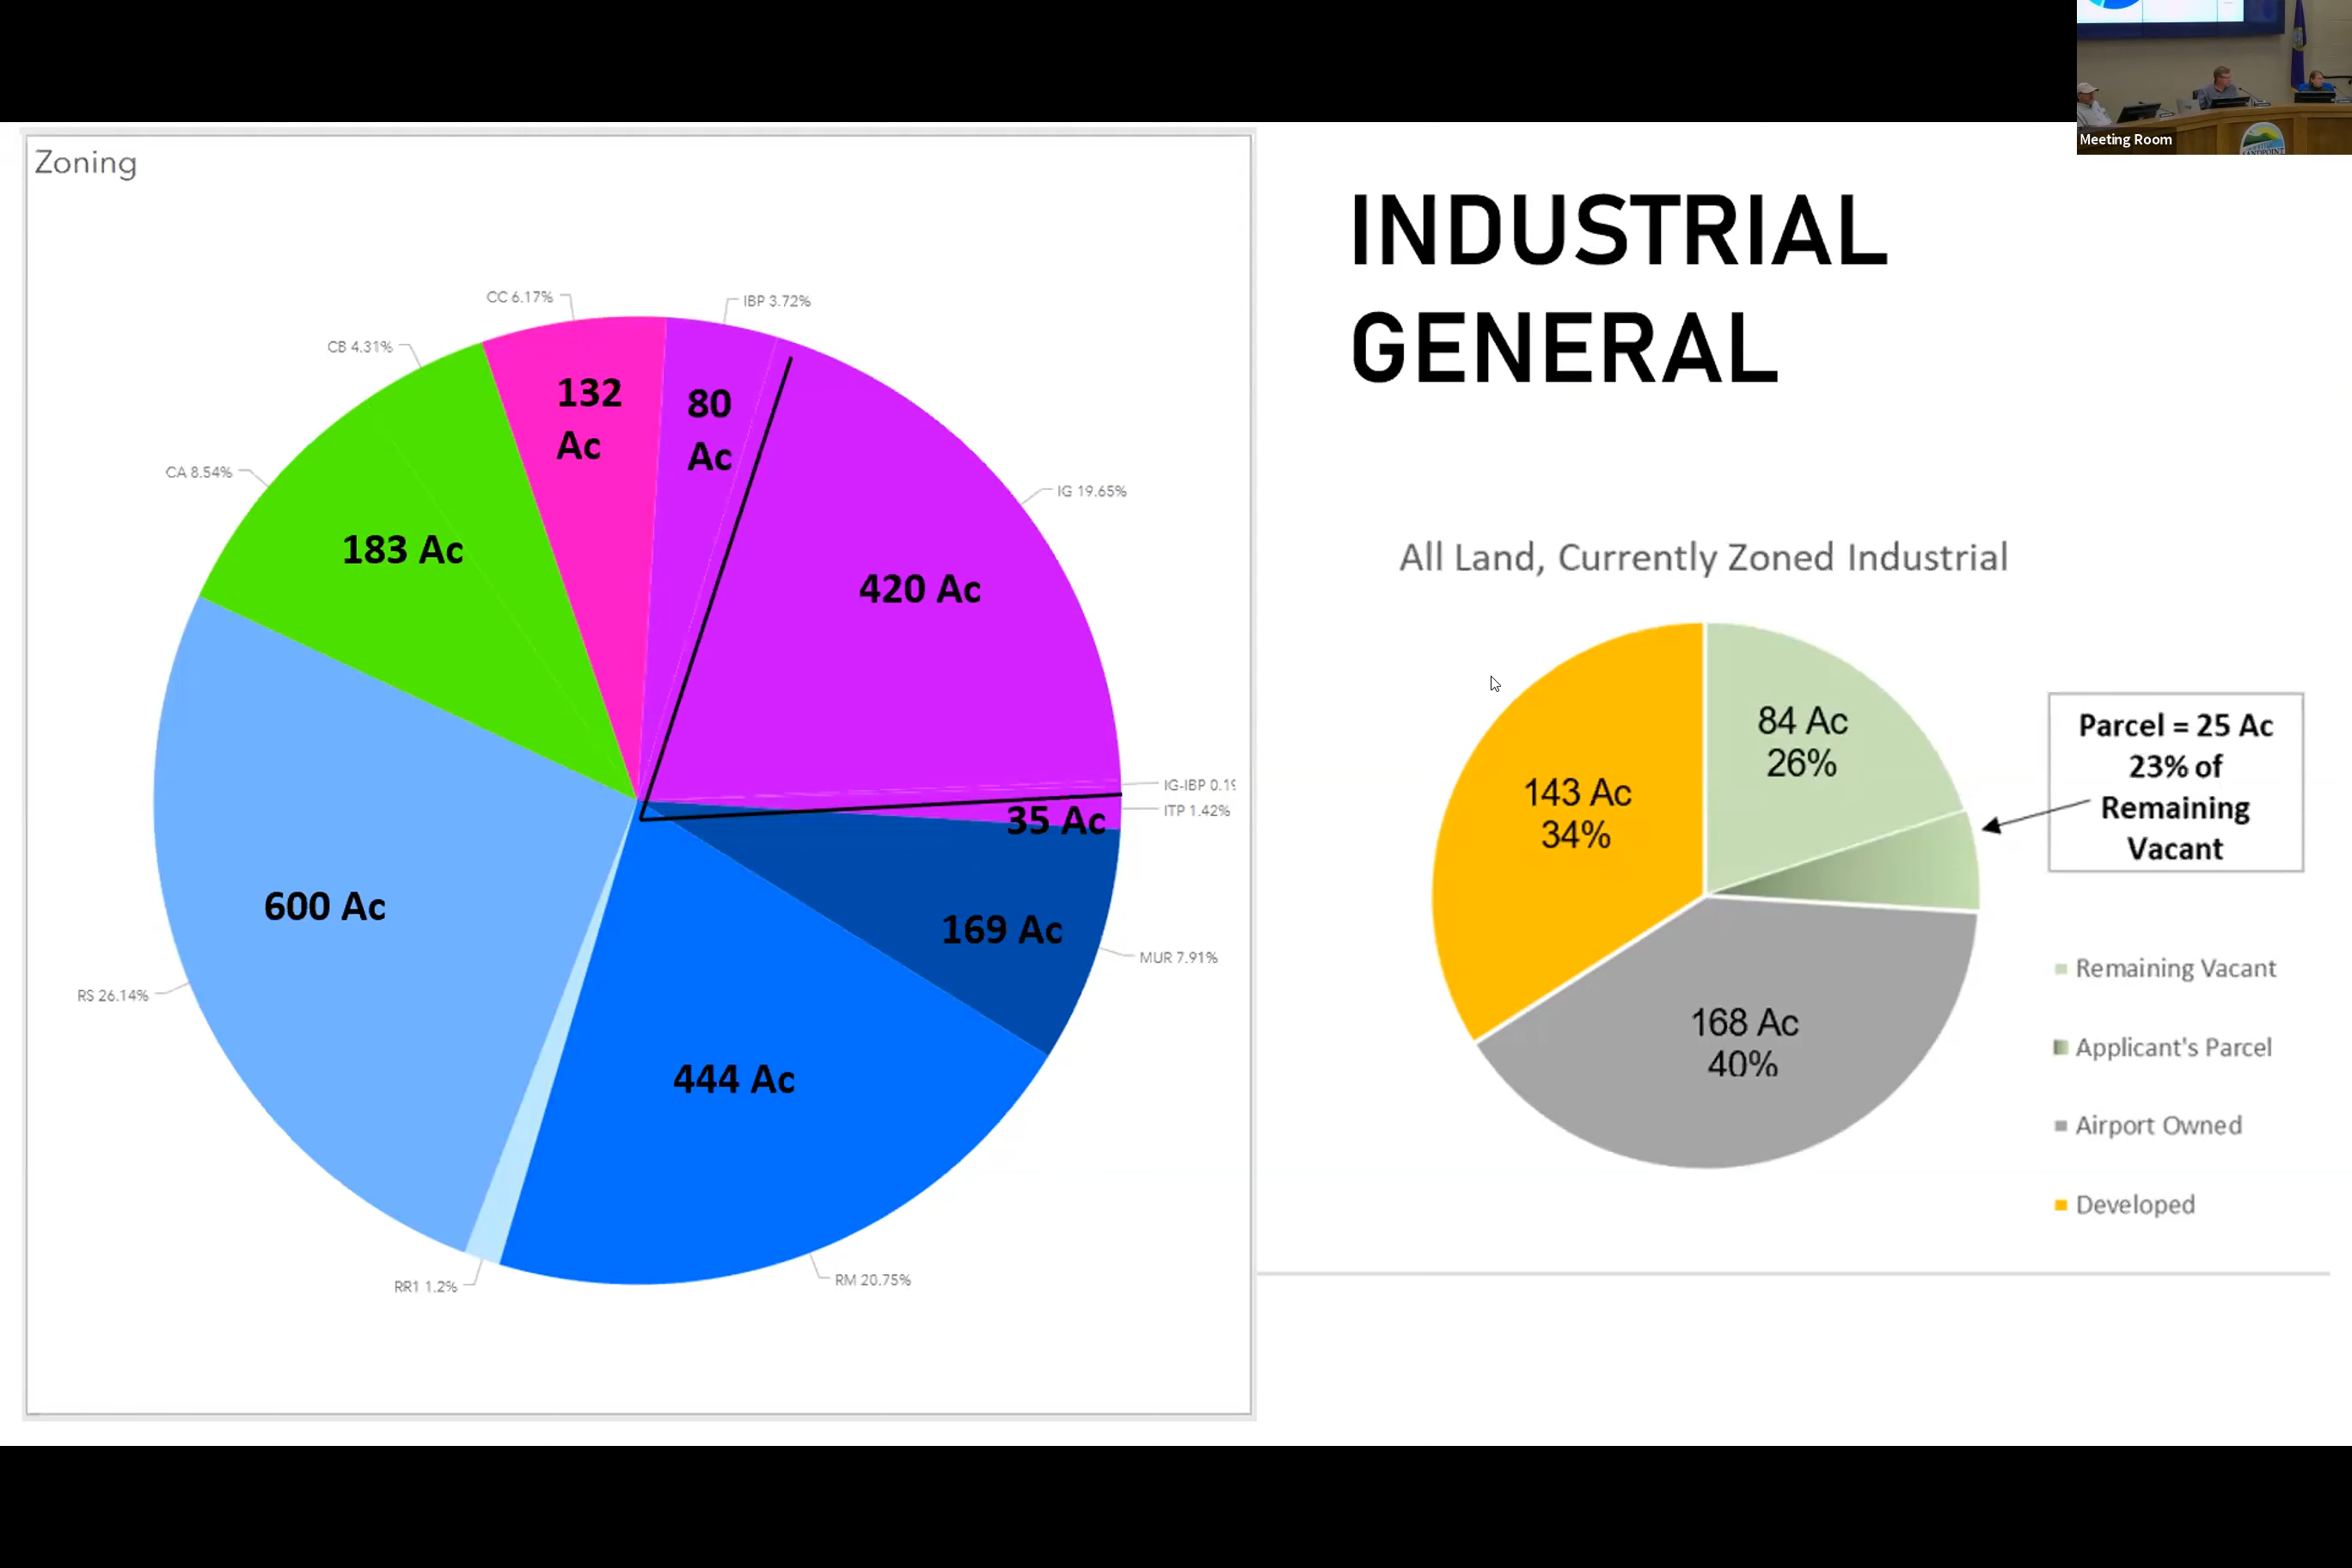 Zoning
CC 6.17%
IBP 3.72%
CB 4.31%
132
Ac
80
Ac
CA 8.54%
IG 19.65%
183 Ac
420 Ac
IG-IBP 0.19
35 Ac
ITP 1.42%
600 Ac
169 Ac
MUR 7.91%
RS 26.14%
444 Ac
RR1 1.2%
RM 20.75%
INDUSTRIAL
GENERAL
All Land, Currently Zoned Industrial
84 Ac
26%
143 Ac
34%
168 Ac
40%
Parcel = 25 Ac
23% of
Remaining
Vacant
Remaining Vacant
Applicant's Parcel
Airport Owned
Developed
Meeting Room
SANDPOINT